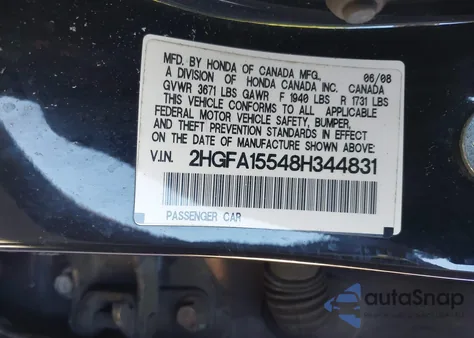 MFD. BY HONDA OF CANADA MFG. 06/08
A DIVISION OF HONDA CANADA INC. CANADA
GVWR 3671 LBS GAWR F 1940 LBS R 1731 LBS
THIS VEHICLE CONFORMS TO ALL APPLICABLE
FEDERAL MOTOR VEHICLE SAFETY, BUMPER,
AND THEFT PREVENTION STANDARDS IN EFFECT
ON THE DATE OF MANUFACTURE SHOWN ABOVE:
V.I.N. 2HGFA15548H344831
PASSENGER CAR
autoSnap